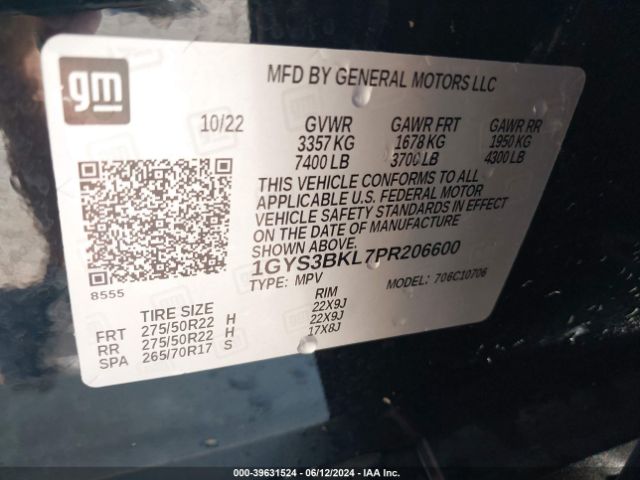 gm
MFD BY GENERAL MOTORS LLC
10/22 GVWR GAWR FRT GAWR RR
3357 KG 1678 KG 1950 KG
7400 LB 3700 LB 4300 LB
THIS VEHICLE CONFORMS TO ALL
APPLICABLE U.S. FEDERAL MOTOR
VEHICLE SAFETY STANDARDS IN EFFECT
ON THE DATE OF MANUFACTURE
SHOWN ABOVE.
1GYS3BKL7PR206600
TYPE: MPV MODEL: 706C10706
8555
TIRE SIZE RIM
FRT 275/50R22 H 22X9J
RR 275/50R22 H 22X9J
SPA 265/70R17 S 17X8J
000-39631524 / 06/12/2024 / IAA Inc.